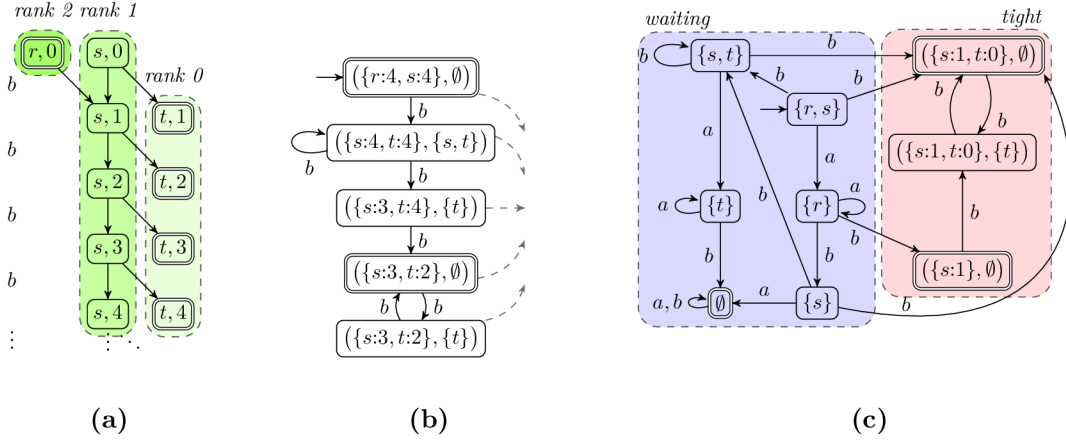 rank 2 rank 1
r, 0
s, 0
b
rank 0
s, 1
t, 1
b
s, 2
t, 2
b
s, 3
t, 3
b
s, 4
t, 4
⋮
⋮ ⋱
(a)
({r:4, s:4}, ∅)
b
({s:4, t:4}, {s, t})
b
b
({s:3, t:4}, {t})
b
({s:3, t:2}, ∅)
b
b
({s:3, t:2}, {t})
(b)
waiting
tight
{s, t}
b
b
b
b
({s:1, t:0}, ∅)
{r, s}
b
b
a
a
({s:1, t:0}, {t})
a
{t}
{r}
a
b
b
b
b
b
({s:1}, ∅)
a, b
∅
a
{s}
b
(c)